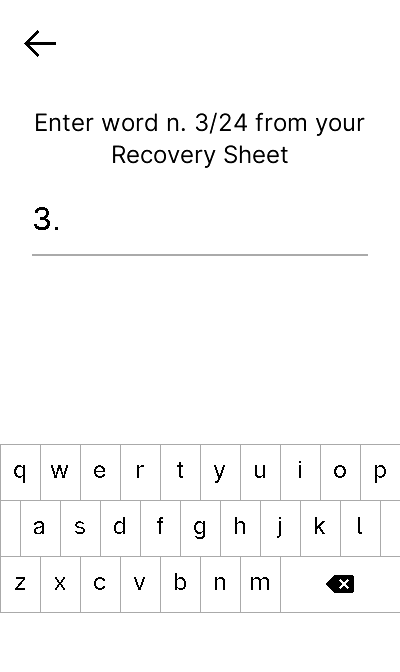 Enter word n. 3/24 from your
Recovery Sheet
3.
q w e r t y u i o p
a s d f g h j k l
z x c v b n m